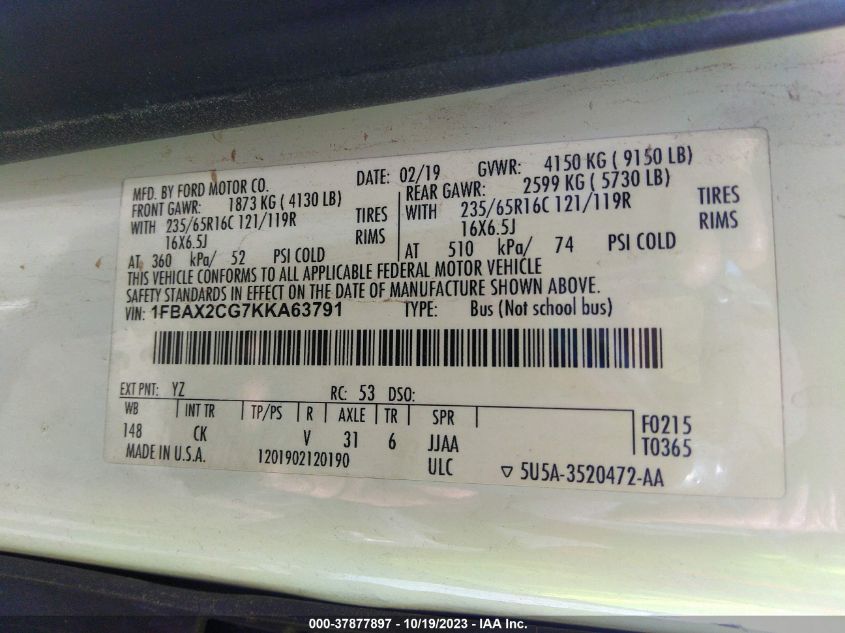 MFD. BY FORD MOTOR CO. DATE: 02/19 GVWR: 4150 KG ( 9150 LB)
FRONT GAWR: 1873 KG ( 4130 LB) REAR GAWR: 2599 KG ( 5730 LB)
WITH 235/65R16C 121/119R TIRES WITH 235/65R16C 121/119R TIRES
16X6.5J RIMS 16X6.5J RIMS
AT 360 kPa/ 52 PSI COLD AT 510 kPa/ 74 PSI COLD
THIS VEHICLE CONFORMS TO ALL APPLICABLE FEDERAL MOTOR VEHICLE
SAFETY STANDARDS IN EFFECT ON THE DATE OF MANUFACTURE SHOWN ABOVE.
VIN: 1FBAX2CG7KKA63791 TYPE: Bus (Not school bus)
EXT PNT: YZ RC: 53 DSO:
WB INT TR TP/PS R AXLE TR SPR F0215
148 CK V 31 6 JJAA T0365
MADE IN U.S.A. 1201902120190 ULC ▽ 5U5A-3520472-AA
000-37877897 - 10/19/2023 - IAA Inc.